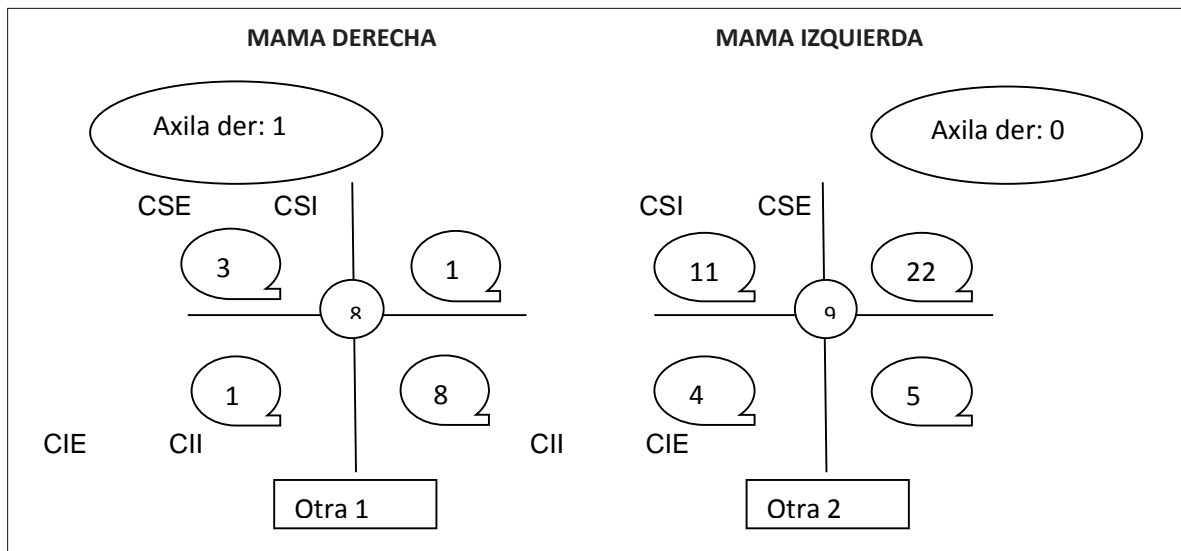 MAMA DERECHA MAMA IZQUIERDA
Axila der: 1 Axila der: 0
CSE CSI CSI CSE
3 1 11 22
8 9
1 8 4 5
CIE CII CII CIE
Otra 1 Otra 2